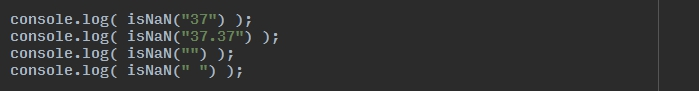 console.log( isNaN("37") );
console.log( isNaN("37.37") );
console.log( isNaN("") );
console.log( isNaN(" ") );